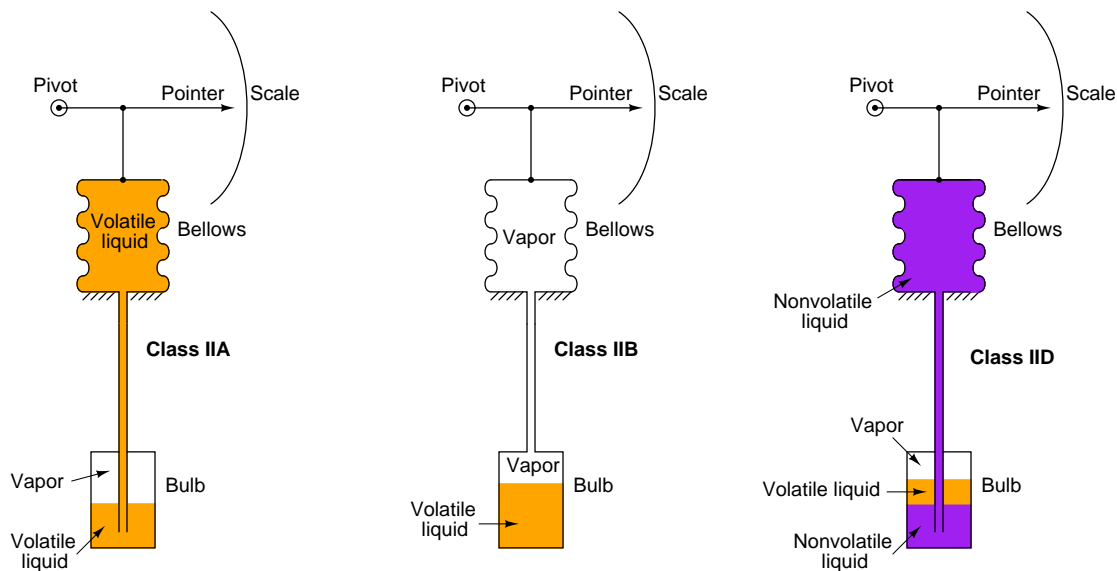 Pivot
Pointer
Scale
Volatile
liquid
Bellows
Class IIA
Vapor
Bulb
Volatile
liquid
Pivot
Pointer
Scale
Vapor
Bellows
Class IIB
Vapor
Bulb
Volatile
liquid
Pivot
Pointer
Scale
Bellows
Nonvolatile
liquid
Class IID
Vapor
Volatile liquid
Bulb
Nonvolatile
liquid